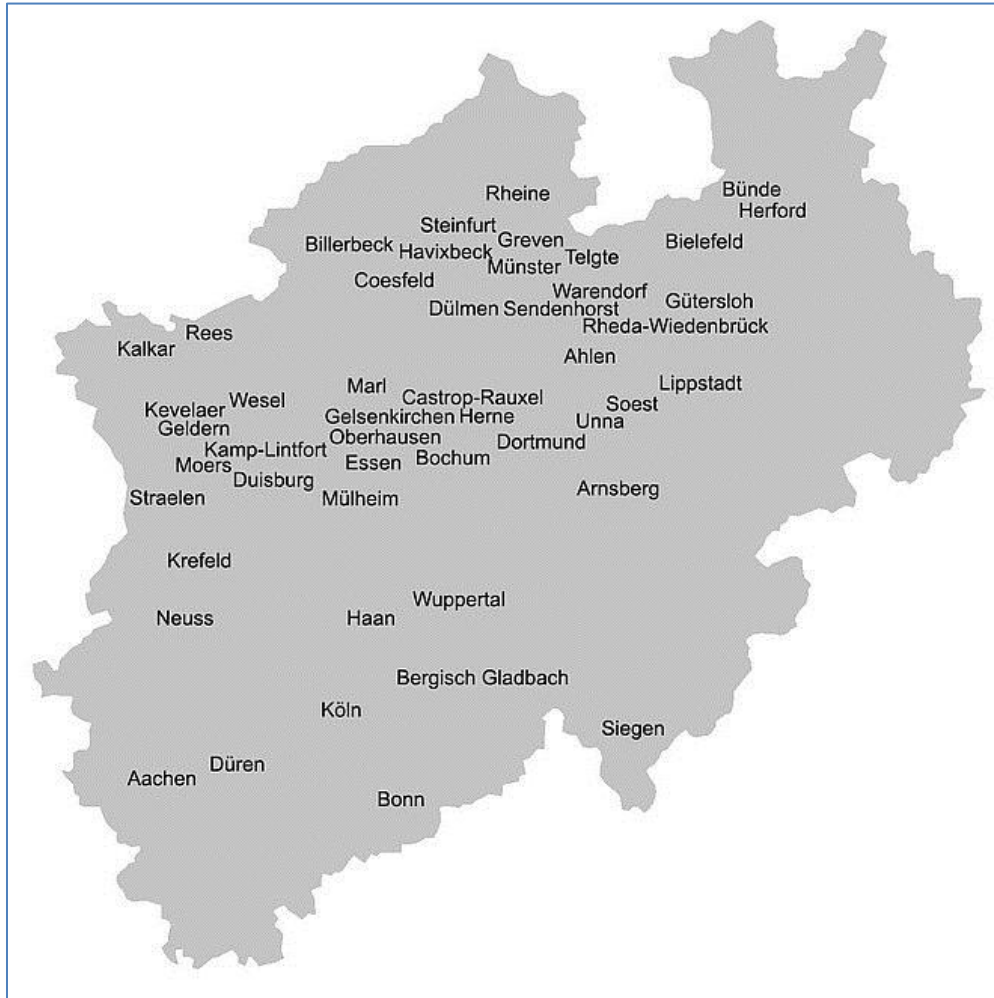 Rheine
Bünde
Herford
Steinfurt
Billerbeck
Havixbeck
Greven
Bielefeld
Münster
Telgte
Coesfeld
Warendorf
Dülmen
Sendenhorst
Gütersloh
Rheda-Wiedenbrück
Rees
Kalkar
Ahlen
Marl
Lippstadt
Wesel
Castrop-Rauxel
Kevelaer
Soest
Gelsenkirchen
Herne
Geldern
Unna
Oberhausen
Dortmund
Kamp-Lintfort
Moers
Essen
Bochum
Duisburg
Straelen
Mülheim
Arnsberg
Krefeld
Wuppertal
Neuss
Haan
Bergisch Gladbach
Köln
Siegen
Düren
Aachen
Bonn